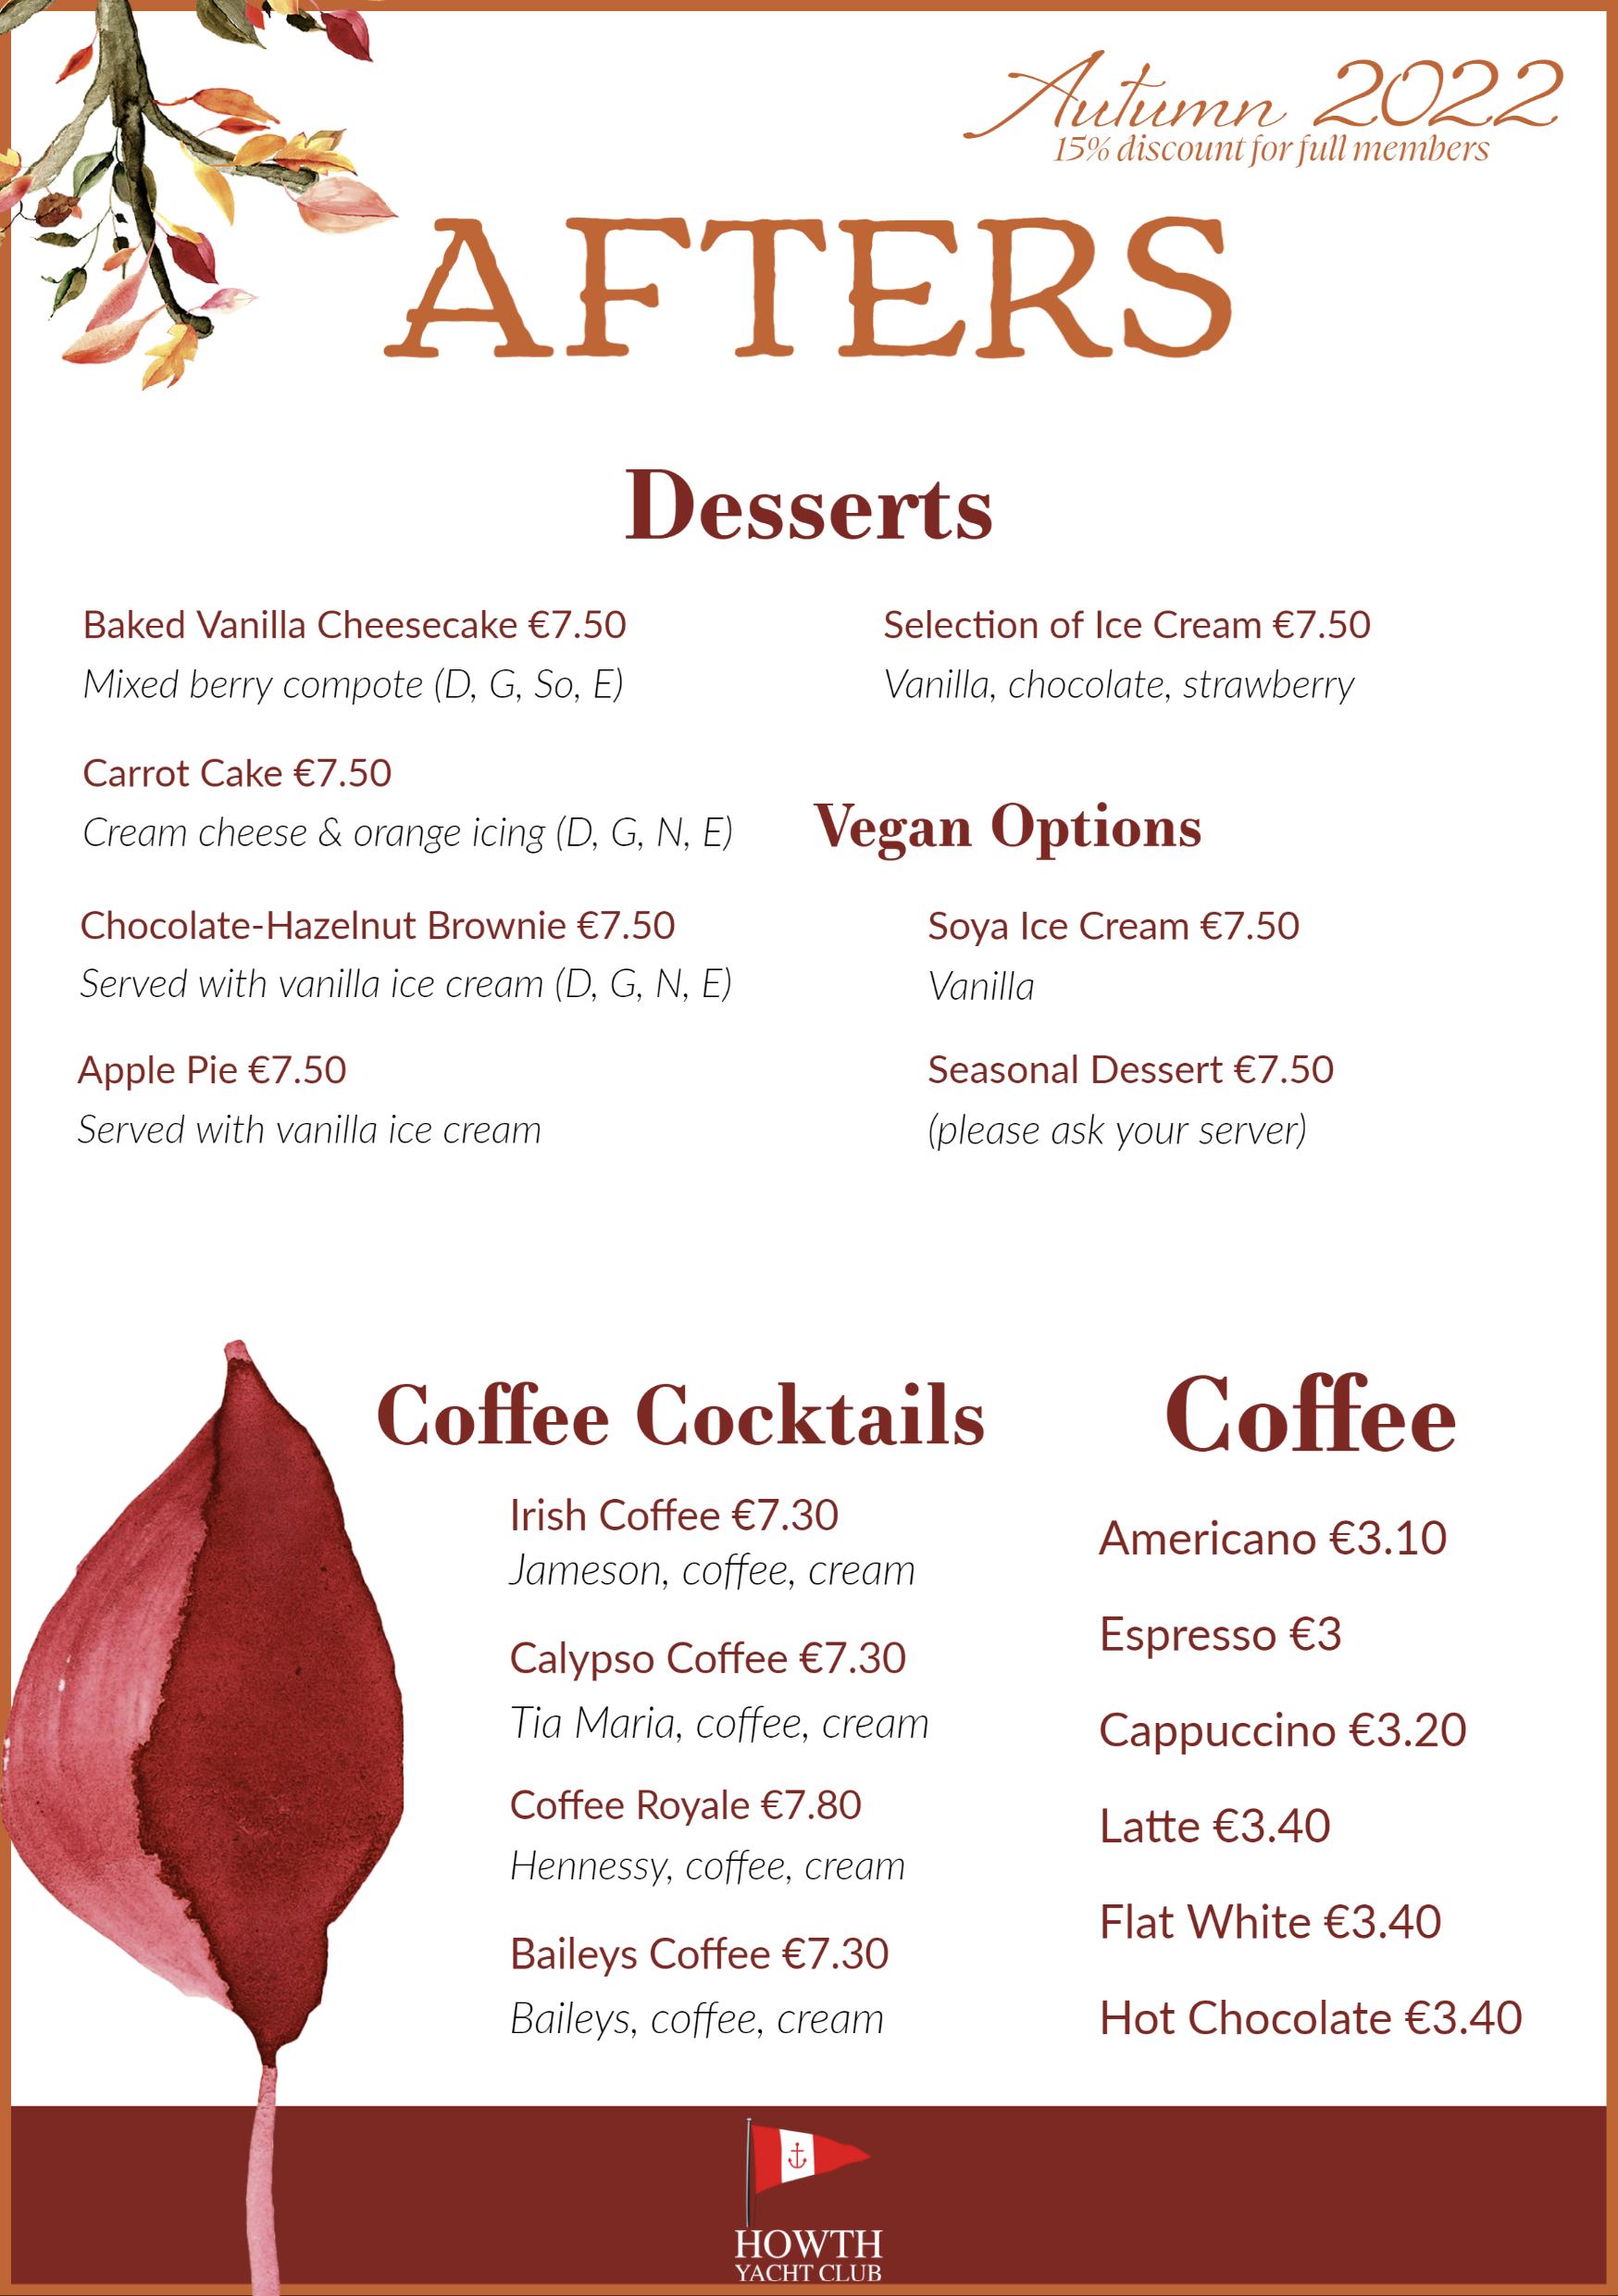 Autumn 2022
15% discount for full members
AFTERS
Desserts
Baked Vanilla Cheesecake €7.50
Mixed berry compote (D, G, So, E)
Carrot Cake €7.50
Cream cheese & orange icing (D, G, N, E)
Chocolate-Hazelnut Brownie €7.50
Served with vanilla ice cream (D, G, N, E)
Apple Pie €7.50
Served with vanilla ice cream
Selection of Ice Cream €7.50
Vanilla, chocolate, strawberry
Vegan Options
Soya Ice Cream €7.50
Vanilla
Seasonal Dessert €7.50
(please ask your server)
Coffee Cocktails
Irish Coffee €7.30
Jameson, coffee, cream
Calypso Coffee €7.30
Tia Maria, coffee, cream
Coffee Royale €7.80
Hennessy, coffee, cream
Baileys Coffee €7.30
Baileys, coffee, cream
Coffee
Americano €3.10
Espresso €3
Cappuccino €3.20
Latte €3.40
Flat White €3.40
Hot Chocolate €3.40
HOWTH
YACHT CLUB